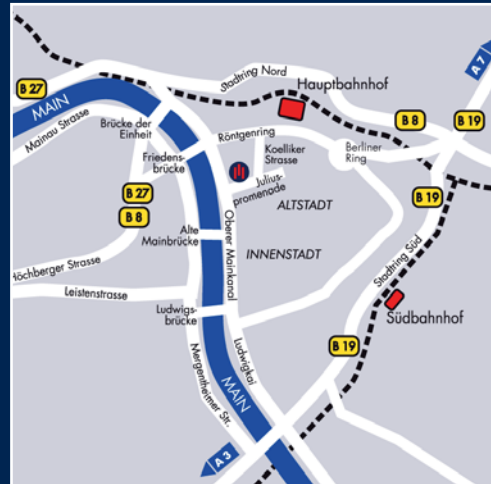 A 7
B 27
MAIN
Mainau Strasse
Stadtring Nord
Hauptbahnhof
B 8
B 19
Brücke der
Einheit
Röntgenring
Koelliker
Strasse
Berliner
Ring
Friedens-
brücke
Julius-
promenade
B 27
B 8
ALTSTADT
B 19
Alte
Mainbrücke
Oberer Mainkanal
INNENSTADT
Höchberger Strasse
Leistenstrasse
Stadtring Süd
Ludwigs-
brücke
Südbahnhof
B 19
Ludwigkai
MAIN
Mergentheimer Str.
A 3